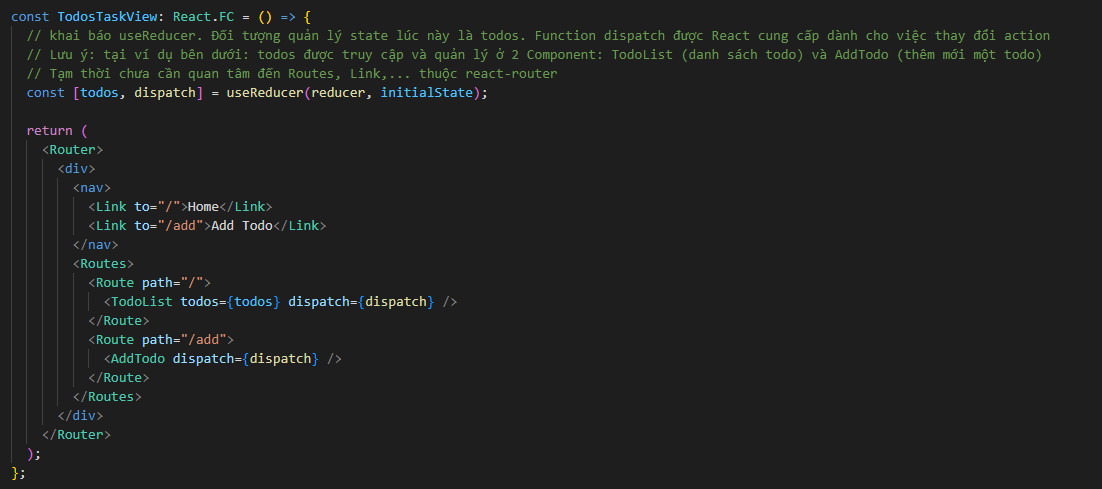 const TodosTaskView: React.FC = () => {
// khai báo useReducer. Đối tượng quản lý state lúc này là todos. Function dispatch được React cung cấp dành cho việc thay đổi action
// Lưu ý: tại ví dụ bên dưới: todos được truy cập và quản lý ở 2 Component: TodoList (danh sách todo) và AddTodo (thêm mới một todo)
// Tạm thời chưa cần quan tâm đến Routes, Link,... thuộc react-router
const [todos, dispatch] = useReducer(reducer, initialState);
return (
<Router>
<div>
<nav>
<Link to="/">Home</Link>
<Link to="/add">Add Todo</Link>
</nav>
<Routes>
<Route path="/">
<TodoList todos={todos} dispatch={dispatch} />
</Route>
<Route path="/add">
<AddTodo dispatch={dispatch} />
</Route>
</Routes>
</div>
</Router>
);
};